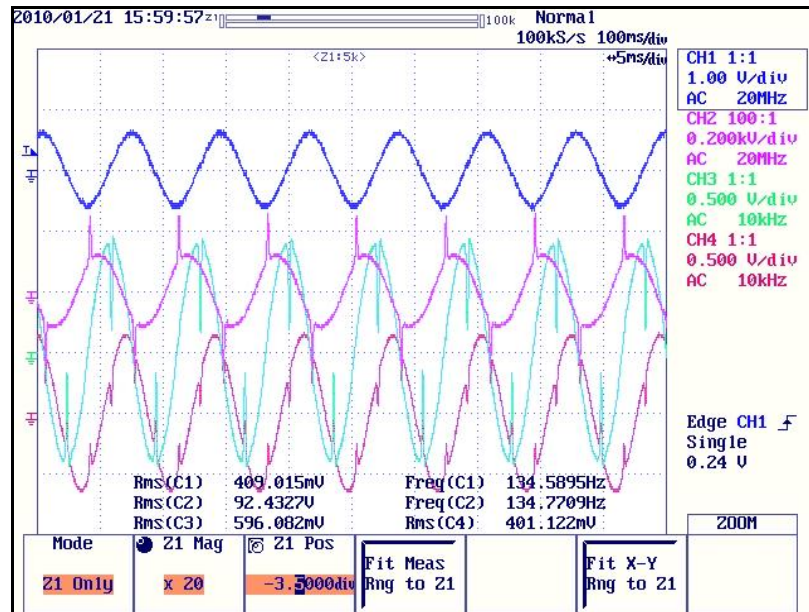 2010/01/21 15:59:57 Z1 100k Normal
100kS/s 100ms/div
<Z1:5k> ↔5ms/div
CH1 1:1
1.00 V/div
AC 20MHz
CH2 100:1
0.200kV/div
AC 20MHz
CH3 1:1
0.500 V/div
AC 10kHz
CH4 1:1
0.500 V/div
AC 10kHz
T
Edge CH1
Single
0.24 V
Rms(C1) 409.015mV Freq(C1) 134.5895Hz
Rms(C2) 92.4327V Freq(C2) 134.7709Hz
Rms(C3) 596.082mV Rms(C4) 401.122mV
ZOOM
Mode
Z1 Only
Z1 Mag
x 20
Z1 Pos
-3.5000div
Fit Meas
Rng to Z1
Fit X-Y
Rng to Z1